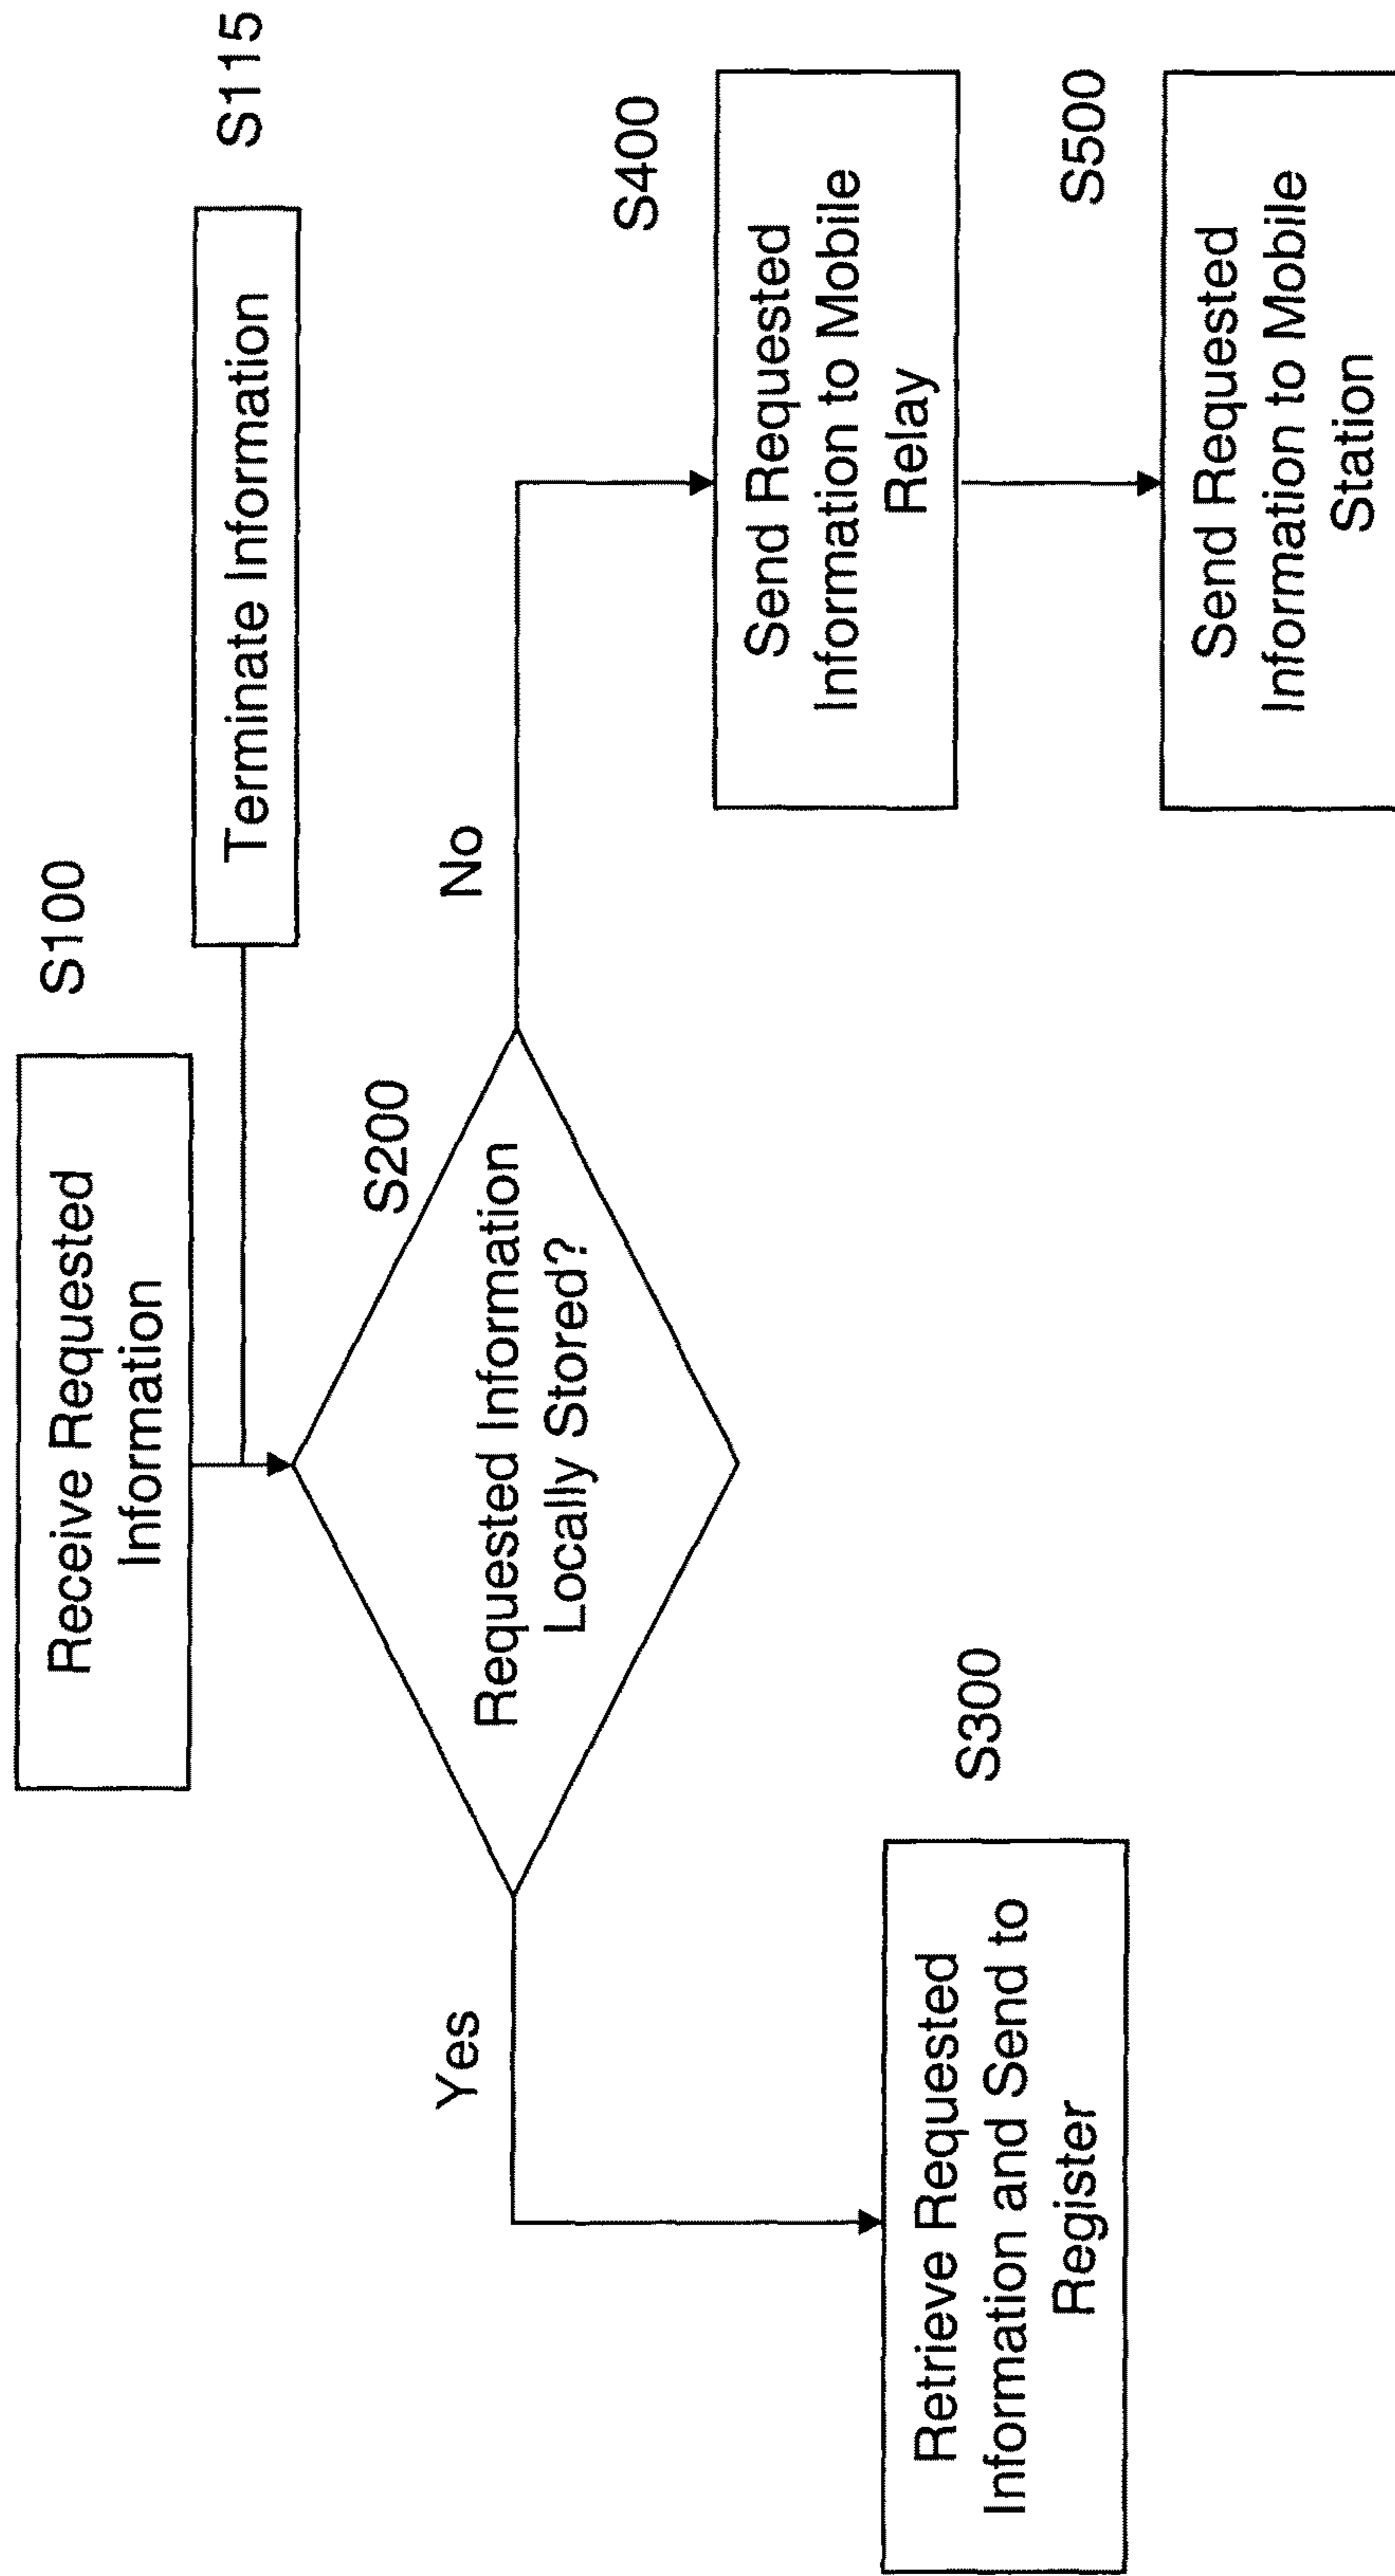 Receive Requested
Information
S100
Terminate Information
S115
S200
Requested Information
Locally Stored?
Yes
No
Retrieve Requested
Information and Send to
Register
S300
Send Requested
Information to Mobile
Relay
S400
Send Requested
Information to Mobile
Station
S500